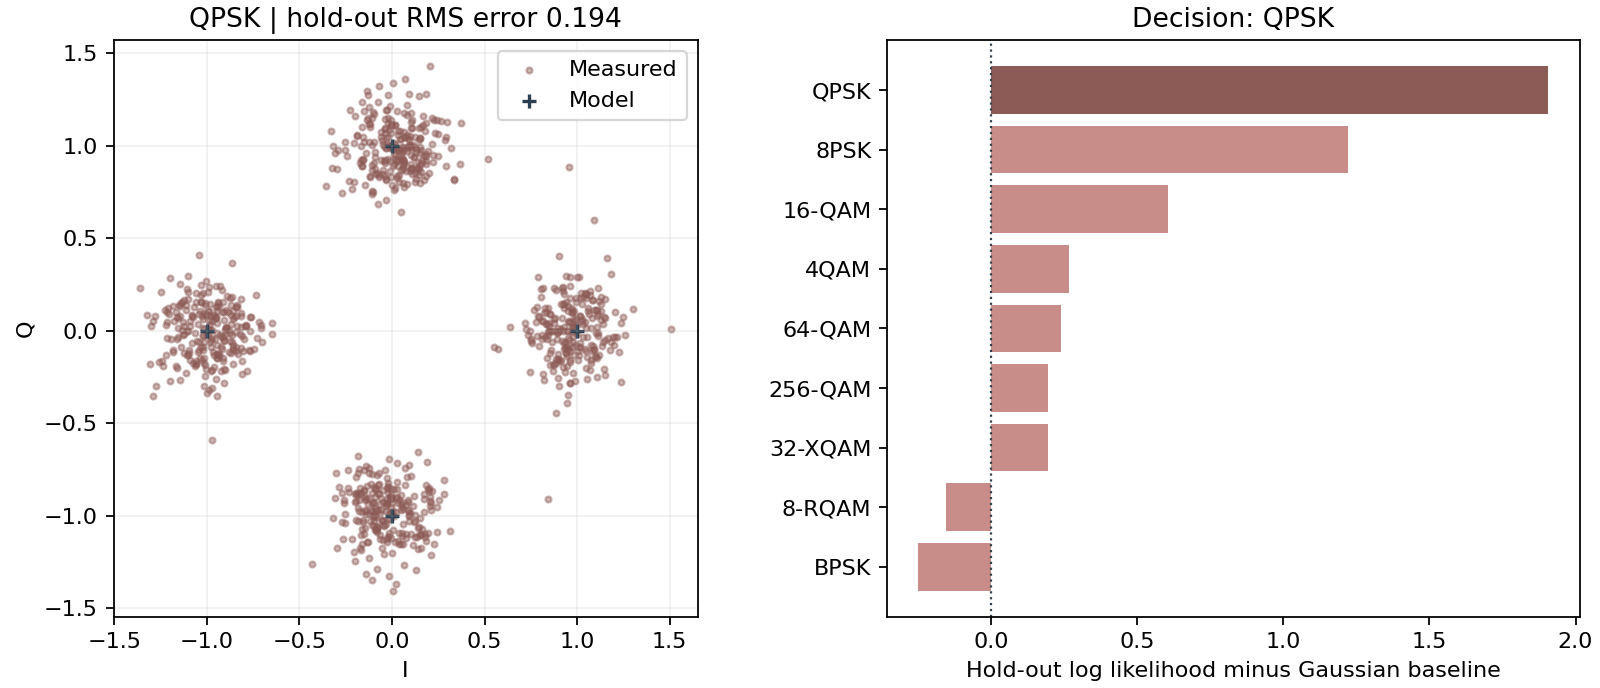 QPSK | hold-out RMS error 0.194
Measured
Model
1.5
1.0
0.5
0.0
−0.5
−1.0
−1.5
Q
−1.5 −1.0 −0.5 0.0 0.5 1.0 1.5
I
Decision: QPSK
QPSK
8PSK
16-QAM
4QAM
64-QAM
256-QAM
32-XQAM
8-RQAM
BPSK
0.0 0.5 1.0 1.5 2.0
Hold-out log likelihood minus Gaussian baseline